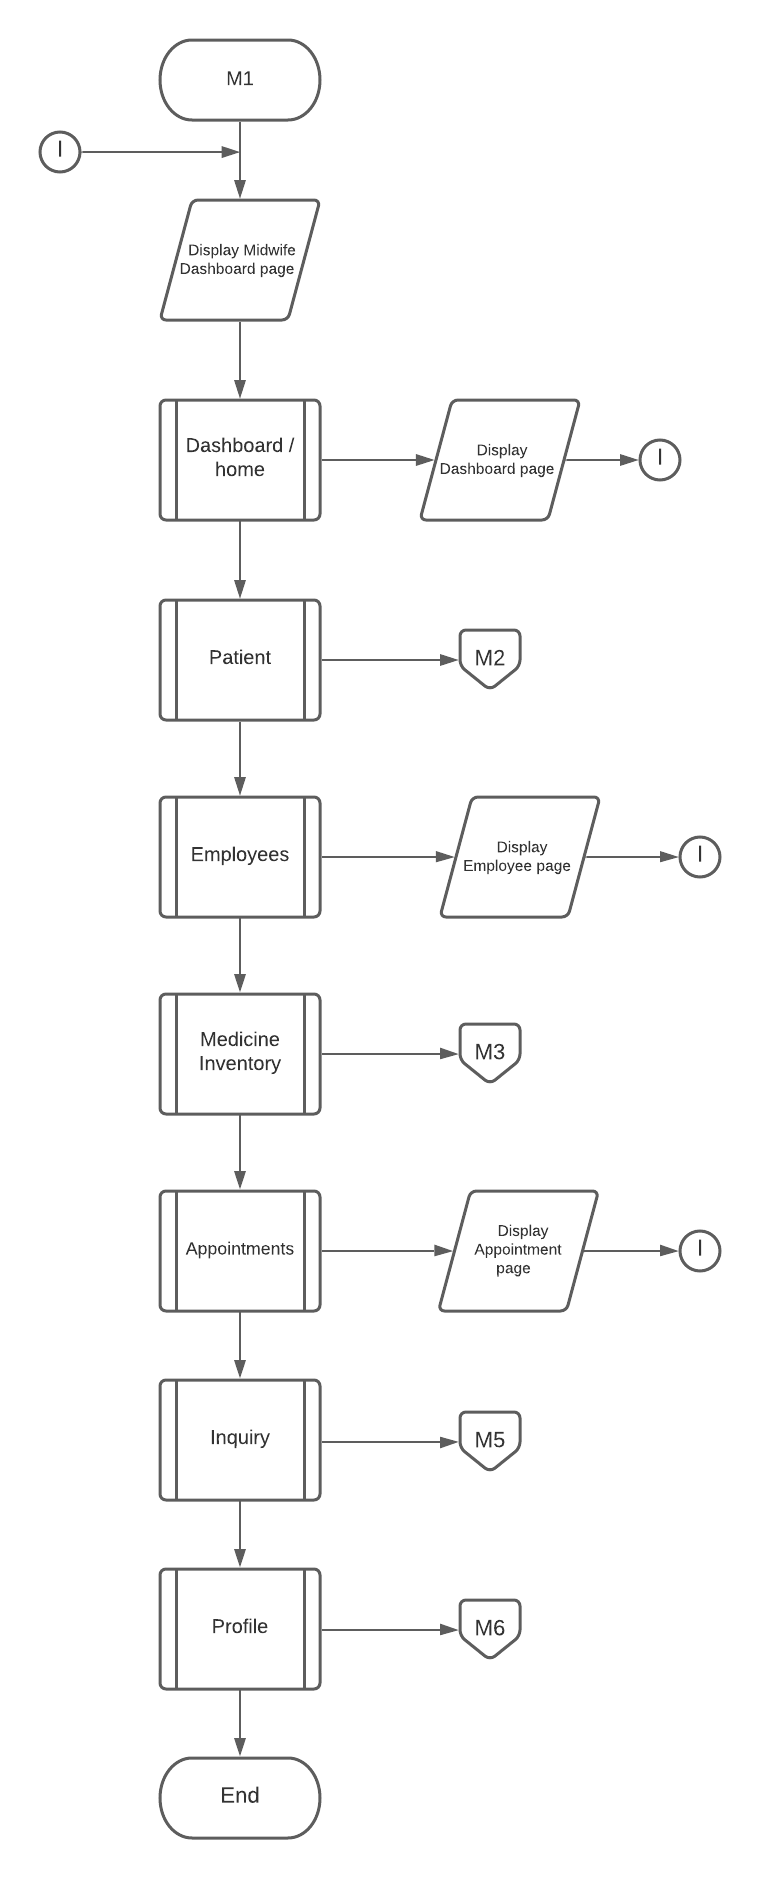 M1
I
Display Midwife
Dashboard page
Dashboard /
home
Display
Dashboard page
I
Patient
M2
Employees
Display
Employee page
I
Medicine
Inventory
M3
Appointments
Display
Appointment
page
I
Inquiry
M5
Profile
M6
End